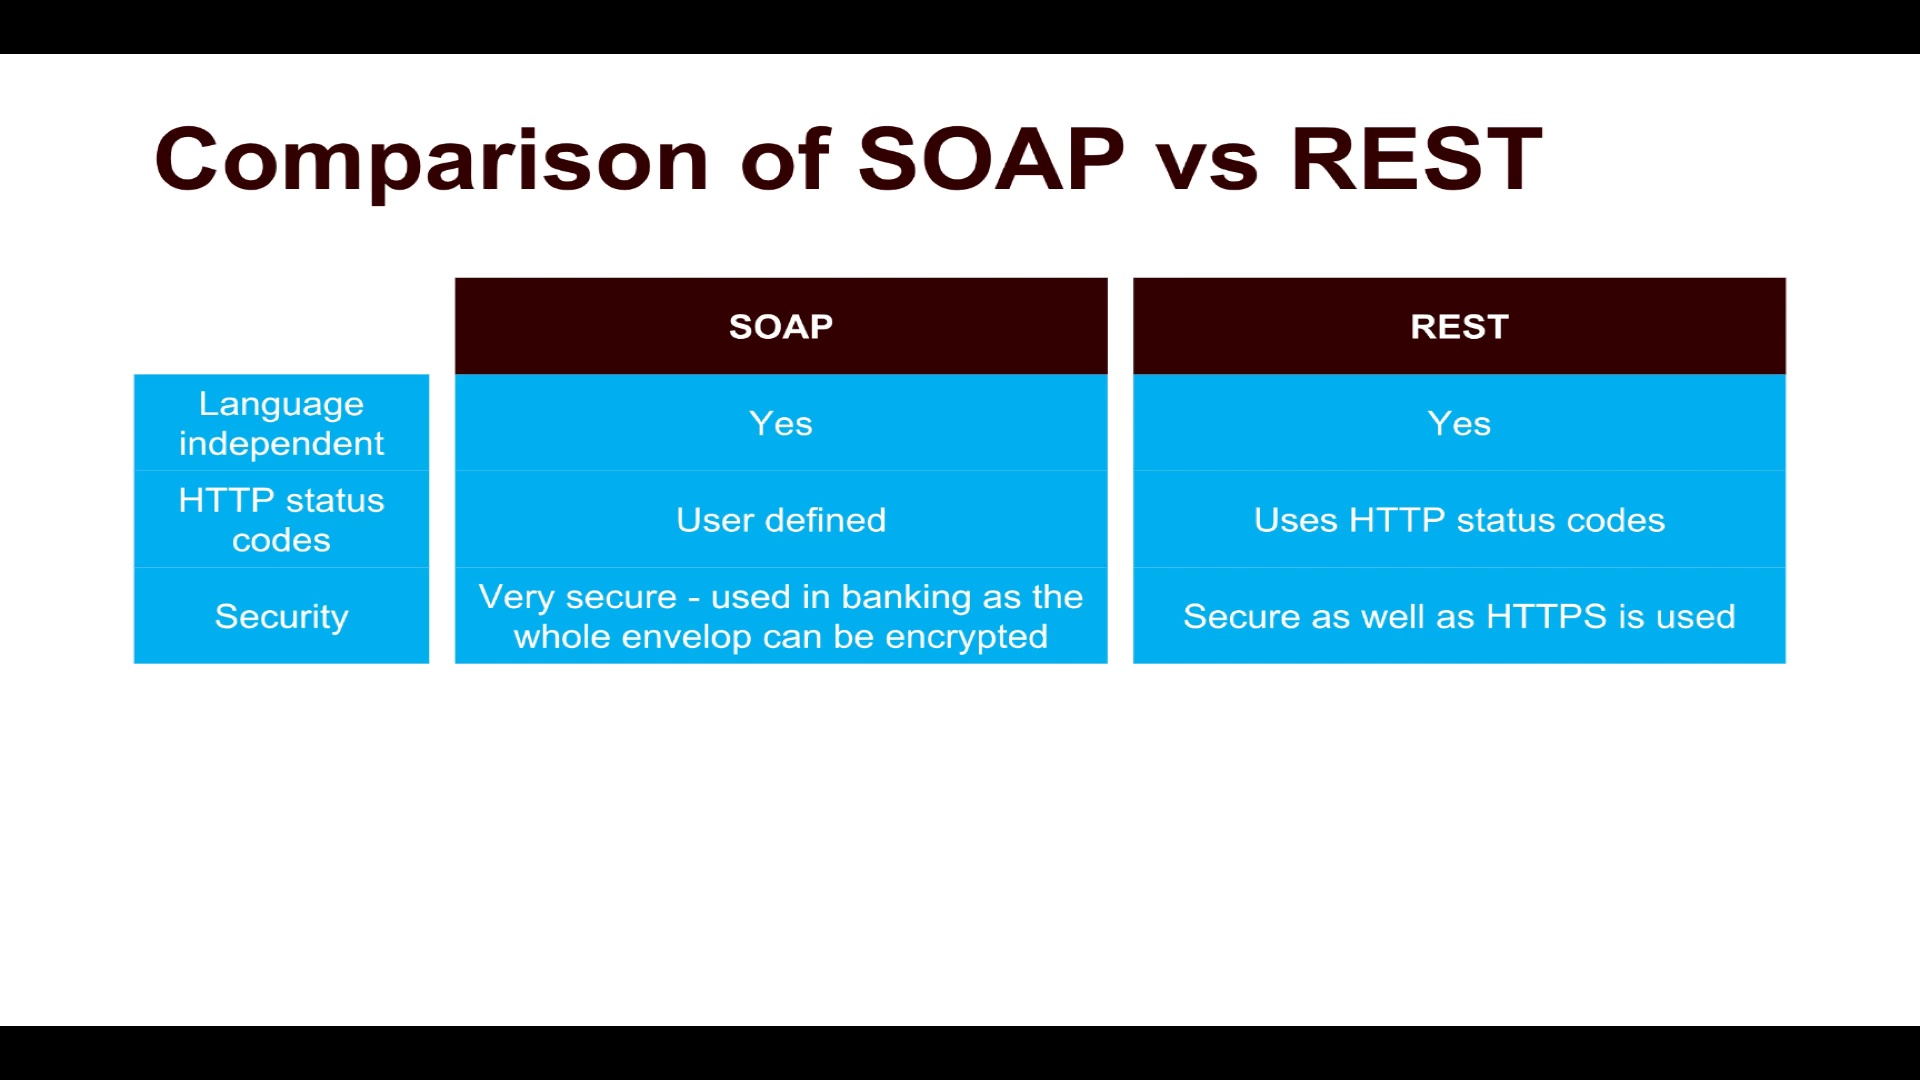 Comparison of SOAP vs REST
SOAP
REST
Language
independent
Yes
Yes
HTTP status
codes
User defined
Uses HTTP status codes
Security
Very secure - used in banking as the
whole envelop can be encrypted
Secure as well as HTTPS is used